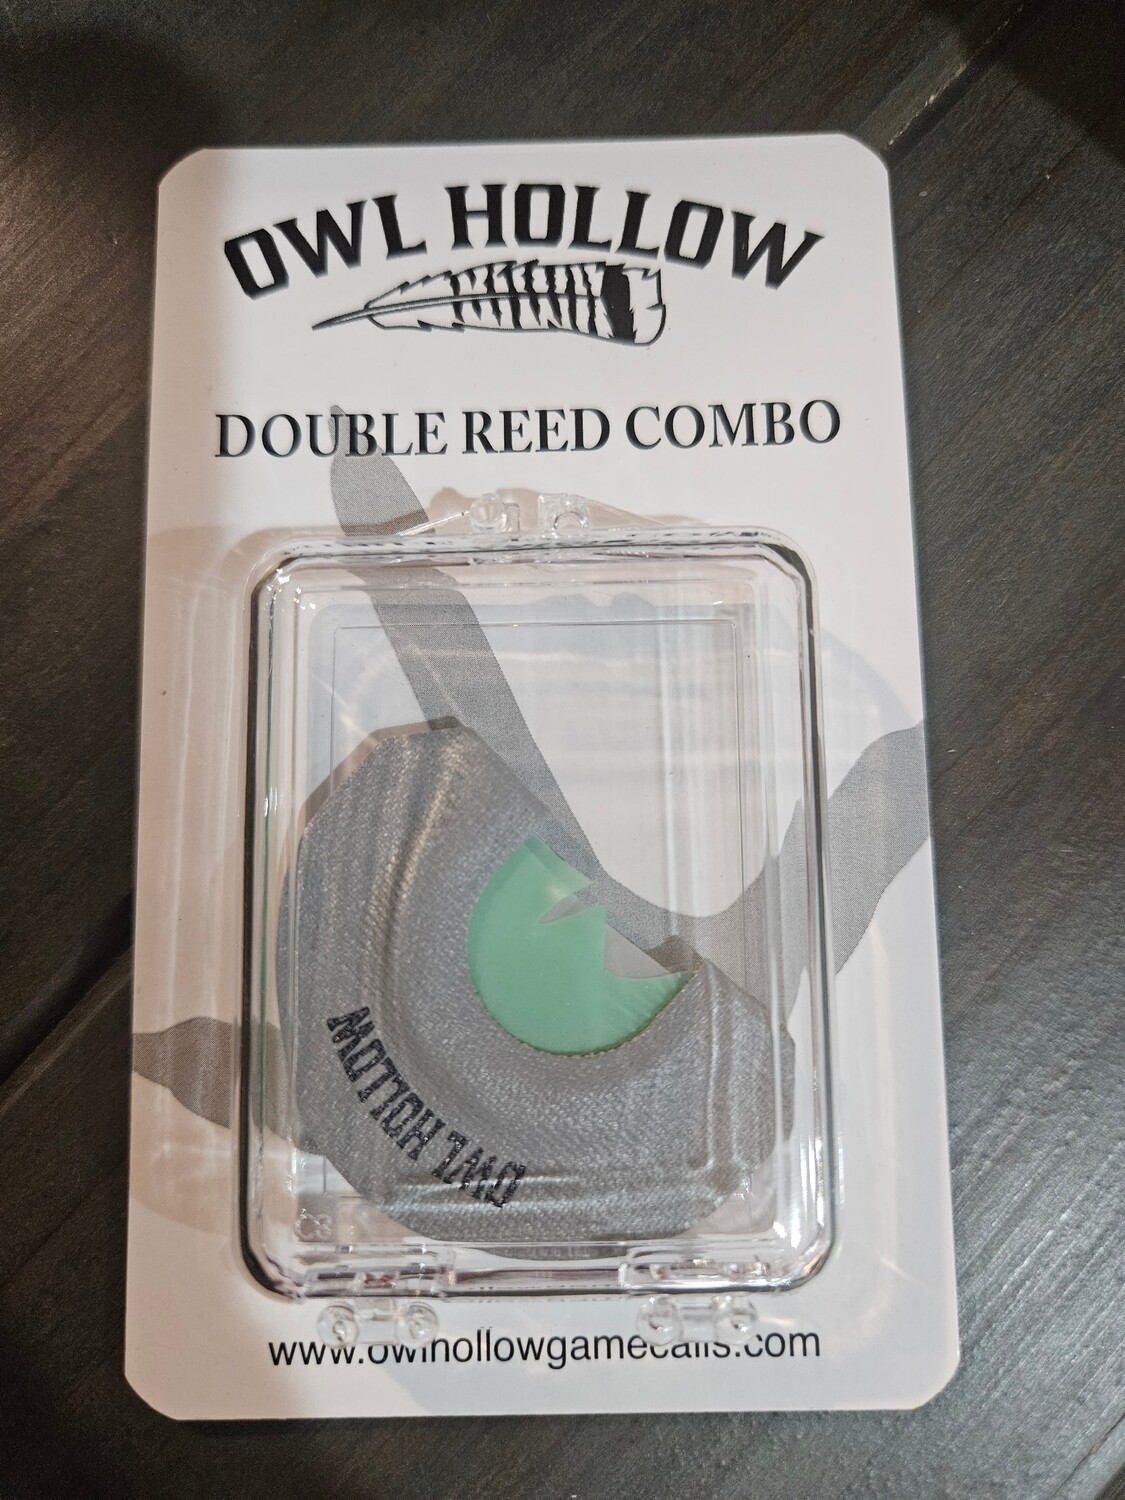 OWL HOLLOW
DOUBLE REED COMBO
OWL HOLLOW
www.owlhollowgamecalls.com